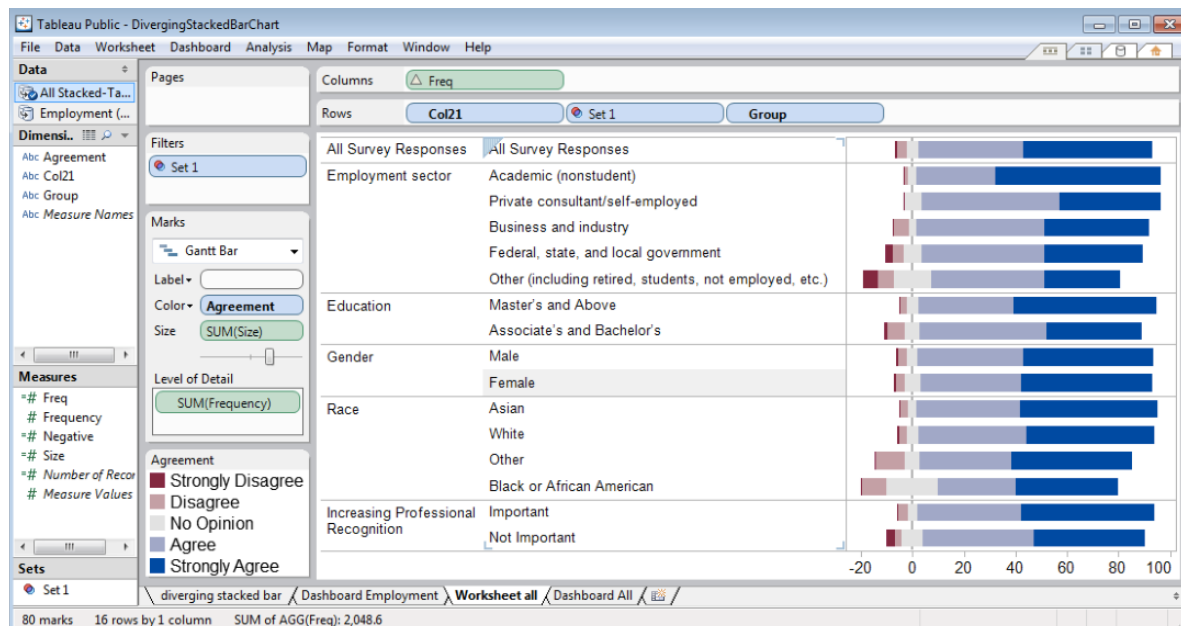 Tableau Public - DivergingStackedBarChart
File Data Worksheet Dashboard Analysis Map Format Window Help
Data
All Stacked-Ta...
Employment (...
Dimensi..
Abc Agreement
Abc Col21
Abc Group
Abc Measure Names
Measures
=# Freq
# Frequency
=# Negative
=# Size
=# Number of Recor
# Measure Values
Sets
Set 1
Pages
Filters
Set 1
Marks
Gantt Bar
Label
Color Agreement
Size SUM(Size)
Level of Detail
SUM(Frequency)
Agreement
Strongly Disagree
Disagree
No Opinion
Agree
Strongly Agree
Columns Freq
Rows Col21 Set 1 Group
All Survey Responses All Survey Responses
Employment sector Academic (nonstudent)
Private consultant/self-employed
Business and industry
Federal, state, and local government
Other (including retired, students, not employed, etc.)
Education Master's and Above
Associate's and Bachelor's
Gender Male
Female
Race Asian
White
Other
Black or African American
Increasing Professional Important
Recognition Not Important
-20 0 20 40 60 80 100
diverging stacked bar Dashboard Employment Worksheet all Dashboard All
80 marks 16 rows by 1 column SUM of AGG(Freq): 2,048.6